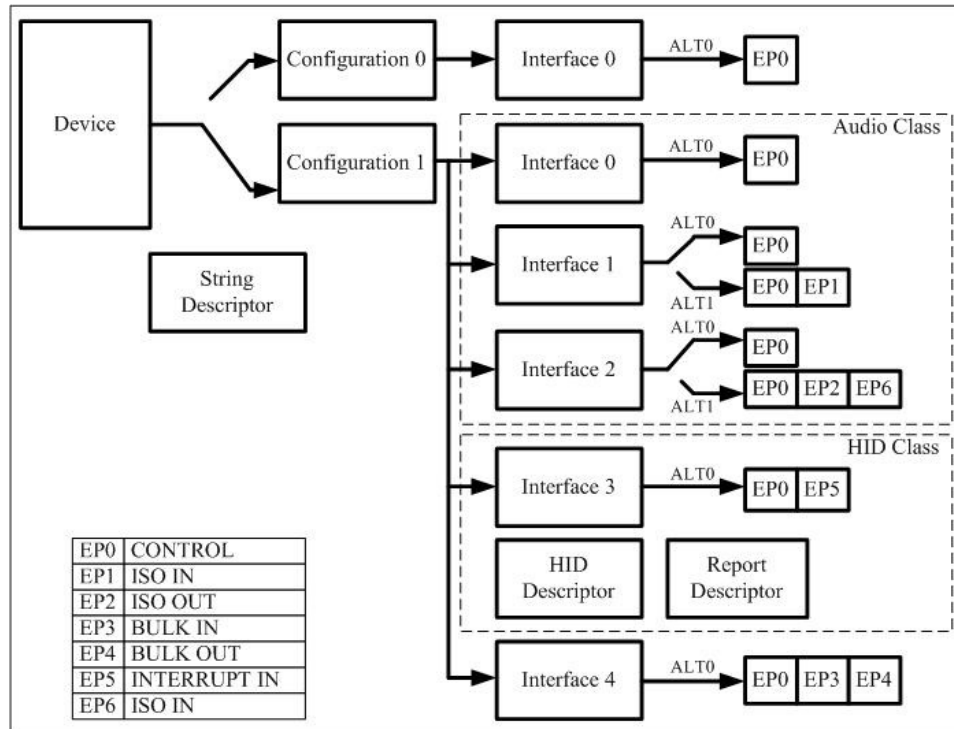 Device
Configuration 0
Interface 0
ALT0
EP0
Audio Class
Configuration 1
Interface 0
ALT0
EP0
Interface 1
ALT0
EP0
ALT1
EP0 EP1
String
Descriptor
Interface 2
ALT0
EP0
ALT1
EP0 EP2 EP6
HID Class
Interface 3
ALT0
EP0 EP5
HID
Descriptor
Report
Descriptor
Interface 4
ALT0
EP0 EP3 EP4
EP0 CONTROL
EP1 ISO IN
EP2 ISO OUT
EP3 BULK IN
EP4 BULK OUT
EP5 INTERRUPT IN
EP6 ISO IN